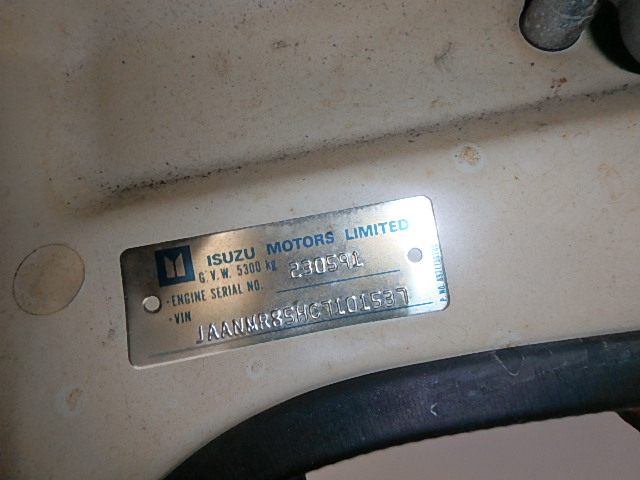 ISUZU MOTORS LIMITED
G.V.W. 5300 kg
ENGINE SERIAL NO. 230591
VIN
JAANMR85HC7101537